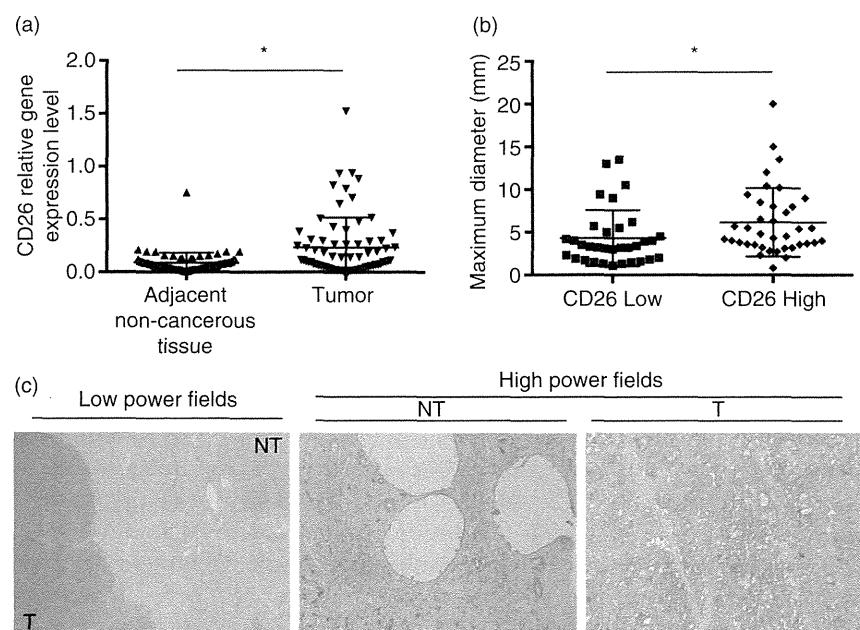 (a)
*
CD26 relative gene
expression level
2.0
1.5
1.0
0.5
0.0
Adjacent
non-cancerous
tissue
Tumor
(b)
*
Maximum diameter (mm)
25
20
15
10
5
0
CD26 Low
CD26 High
(c)
Low power fields
High power fields
NT
T
NT
T